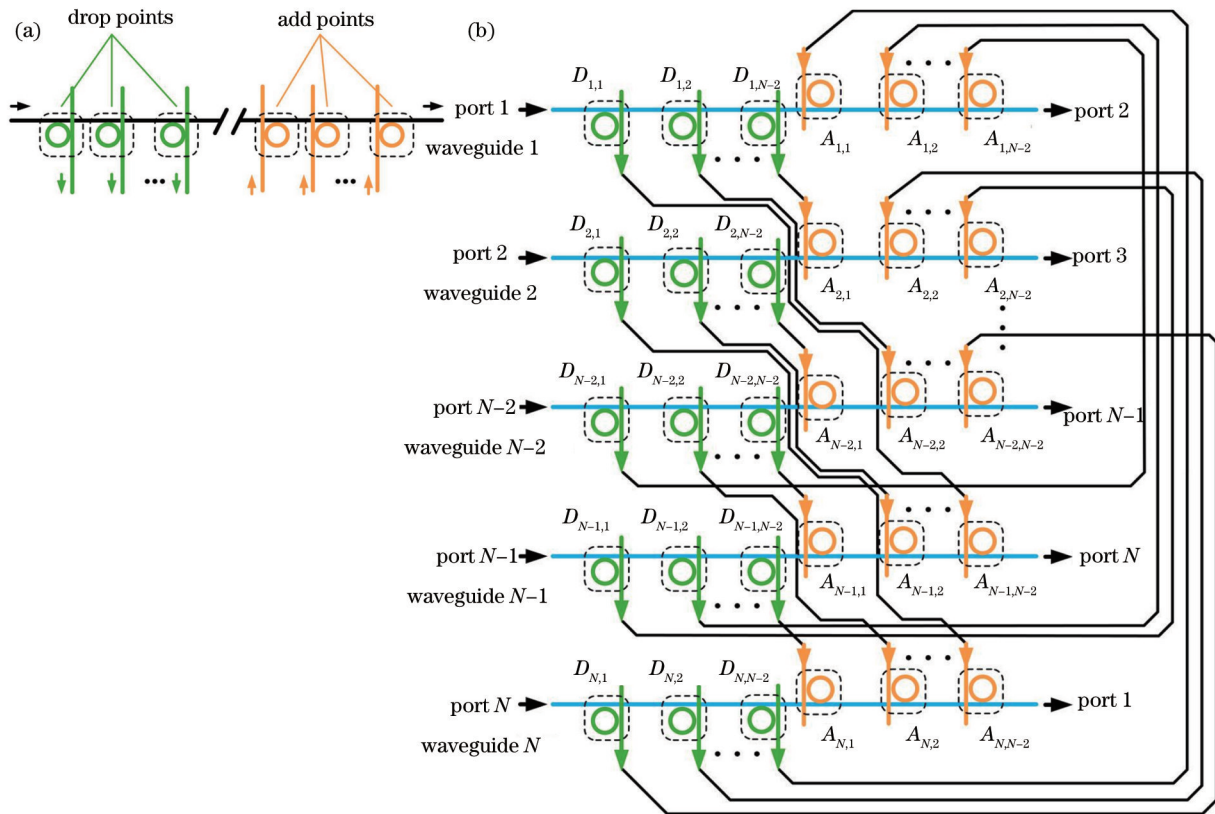 (a)
drop points
add points
(b)
D1,1 D1,2 D1,N−2
port 1
port 2
waveguide 1
A1,1 A1,2 A1,N−2
D2,1 D2,2 D2,N−2
port 2
port 3
waveguide 2
A2,1 A2,2 A2,N−2
DN−2,1 DN−2,2 DN−2,N−2
port N−2
port N−1
waveguide N−2
AN−2,1 AN−2,2 AN−2,N−2
DN−1,1 DN−1,2 DN−1,N−2
port N−1
port N
waveguide N−1
AN−1,1 AN−1,2 AN−1,N−2
DN,1 DN,2 DN,N−2
port N
port 1
waveguide N
AN,1 AN,2 AN,N−2